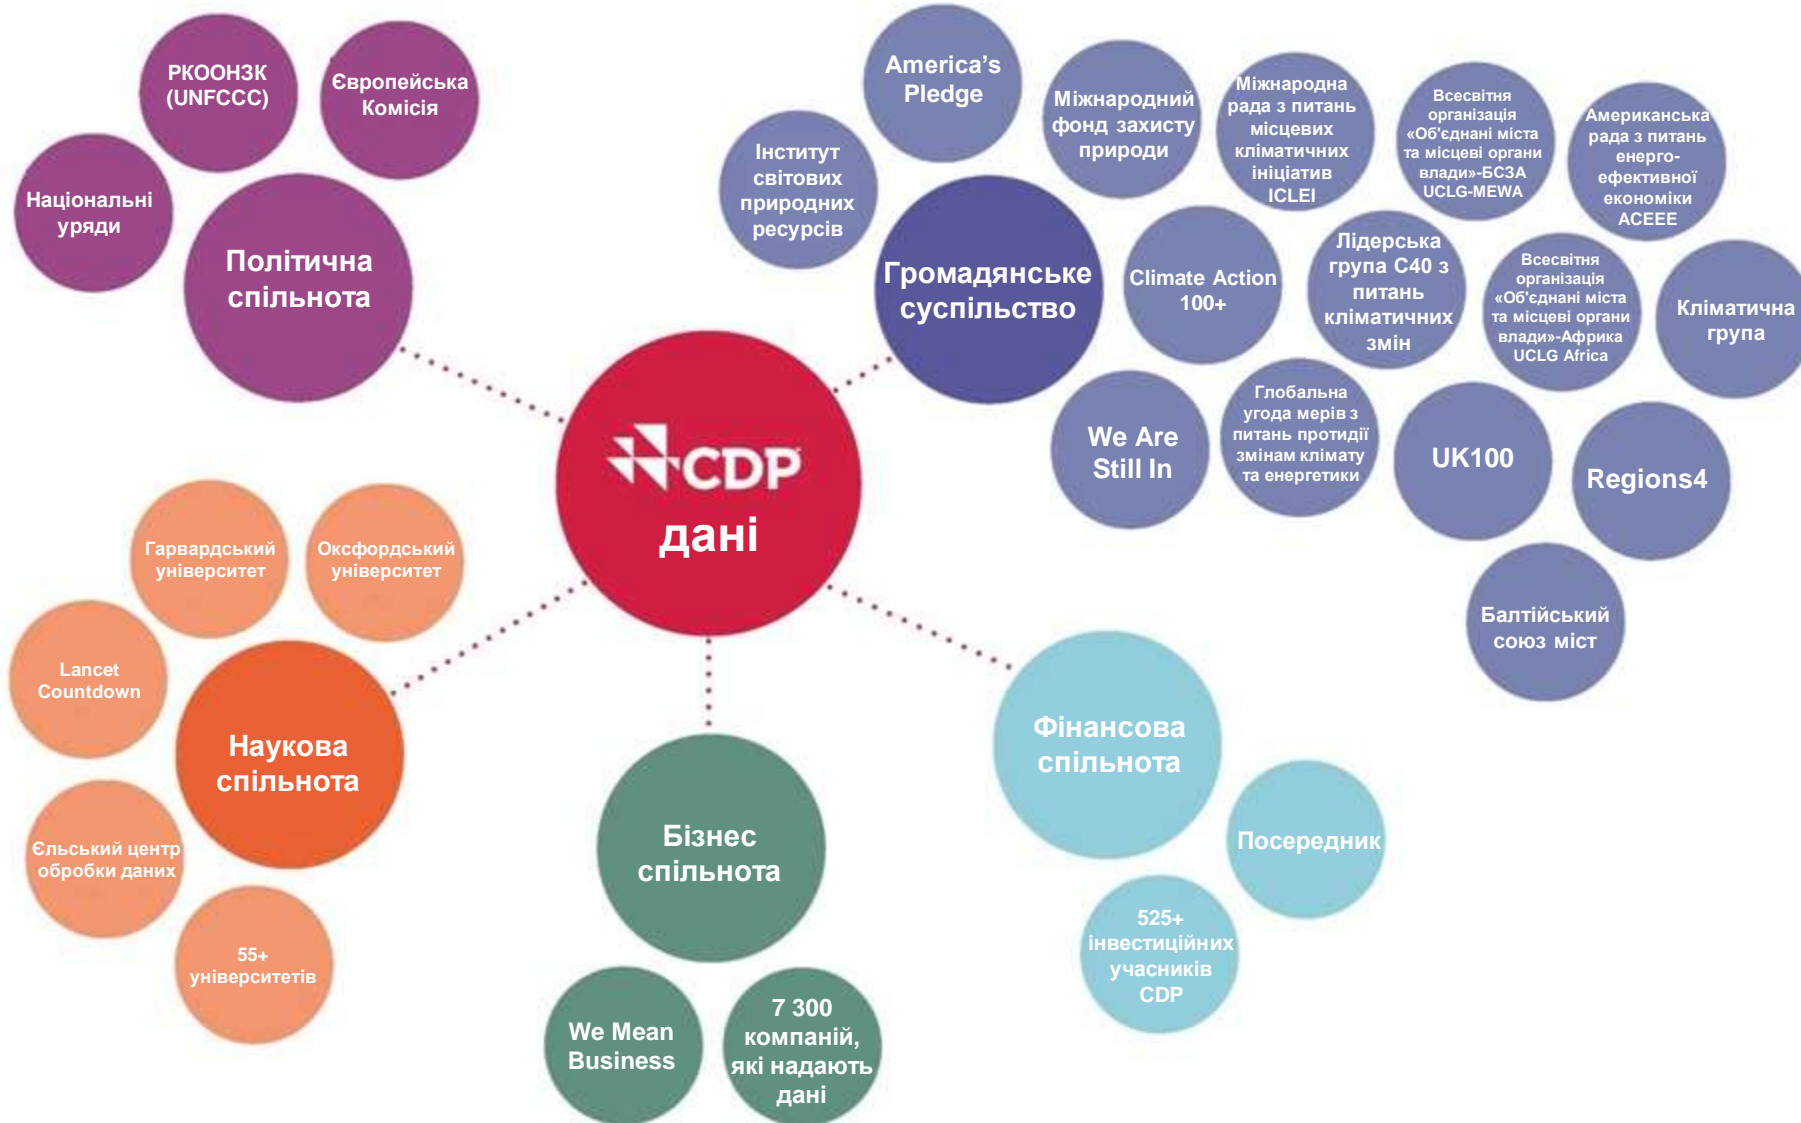 РКООНЗК
(UNFCCC)
Європейська
Комісія
Національні
уряди
Політична
спільнота
America's
Pledge
Інститут
світових
природних
ресурсів
Міжнародний
фонд захисту
природи
Міжнародна
рада з питань
місцевих
кліматичних
ініціатив
ICLEI
Всесвітня
організація
«Об'єднані міста
та місцеві органи
влади»-БСЗА
UCLG-MEWA
Американська
рада з питань
енерго-
ефективної
економіки
ACEEE
Громадянське
суспільство
Climate Action
100+
Лідерська
група C40 з
питань
кліматичних
змін
Всесвітня
організація
«Об'єднані міста
та місцеві органи
влади»-Африка
UCLG Africa
Кліматична
група
We Are
Still In
Глобальна
угода мерів з
питань протидії
змінам клімату
та енергетики
UK100
Regions4
Балтійський
союз міст
CDP
дані
Гарвардський
університет
Оксфордський
університет
Lancet
Countdown
Наукова
спільнота
Єльський центр
обробки даних
55+
університетів
Бізнес
спільнота
We Mean
Business
7 300
компаній,
які надають
дані
Фінансова
спільнота
Посередник
525+
інвестиційних
учасників
CDP